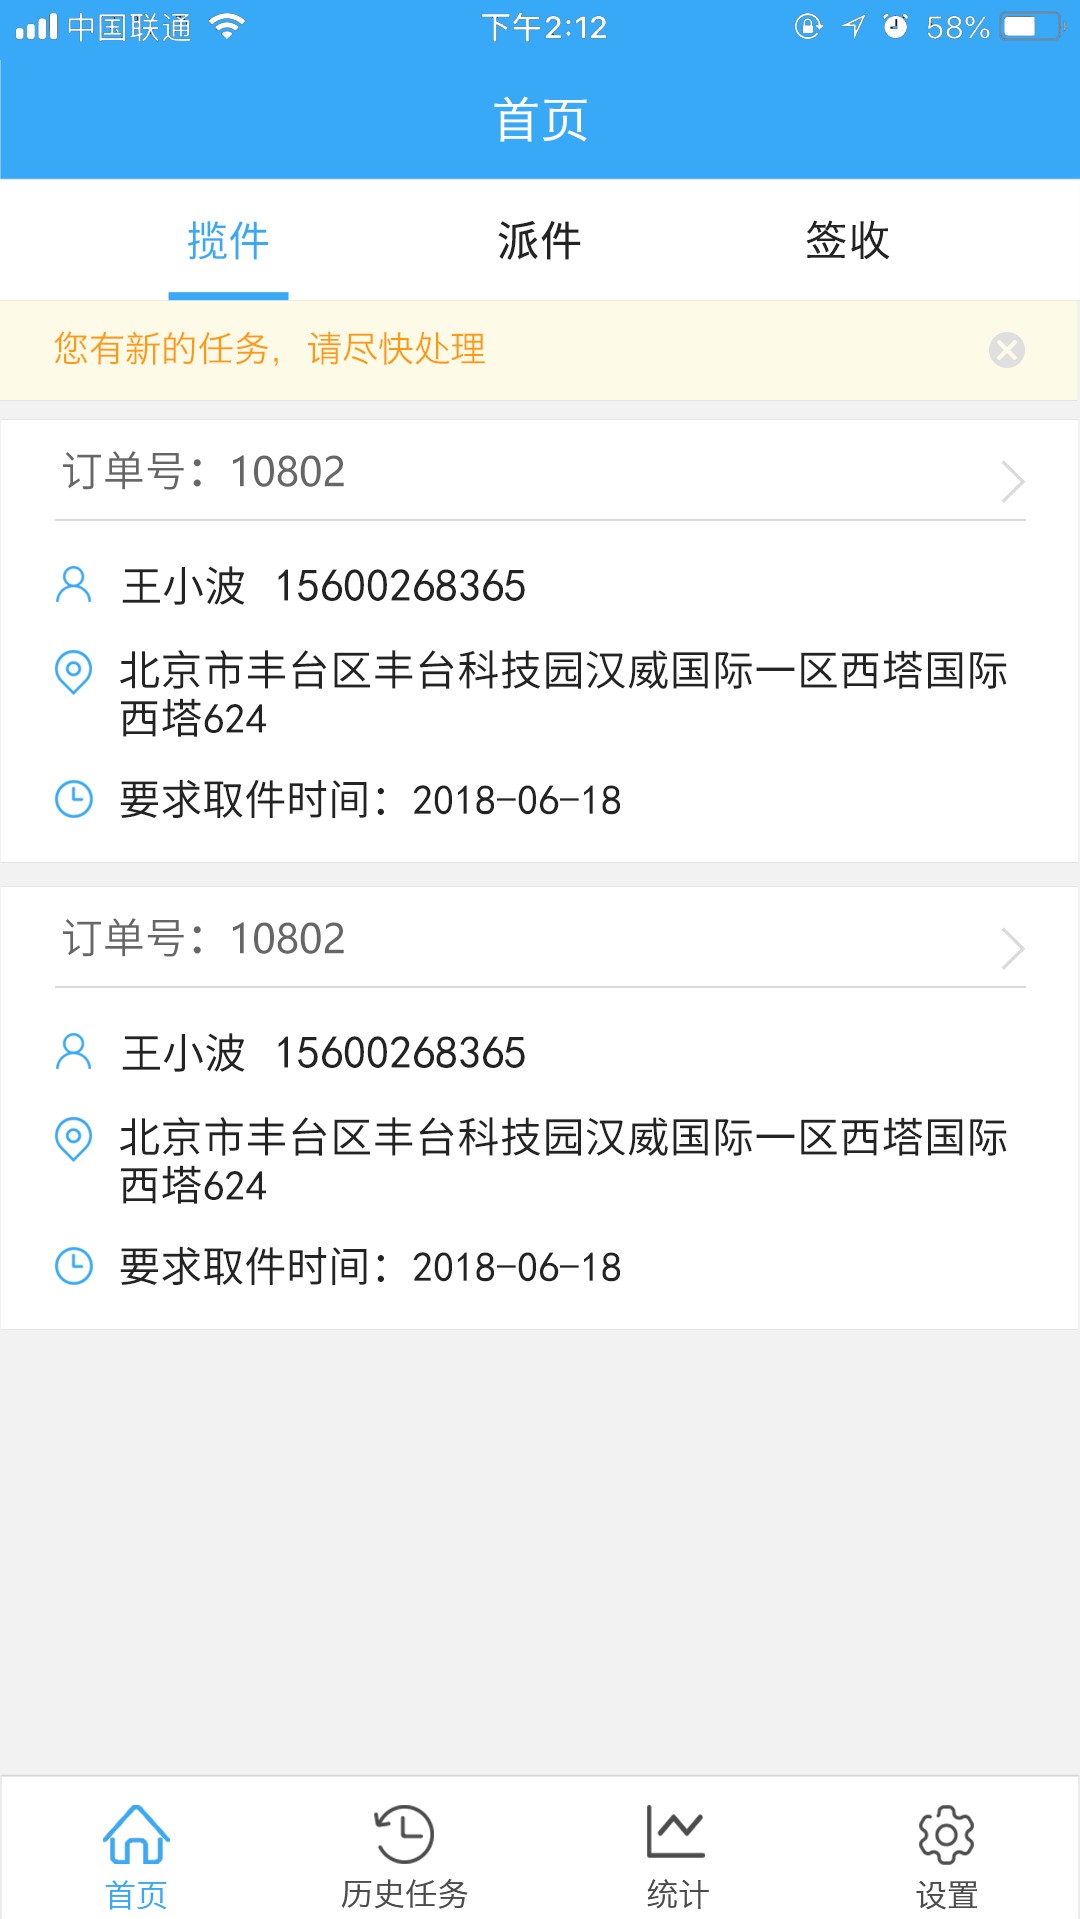 中国联通 下午2:12 58%
首页
揽件 派件 签收
您有新的任务，请尽快处理
订单号：10802
王小波 15600268365
北京市丰台区丰台科技园汉威国际一区西塔国际
西塔624
要求取件时间：2018-06-18
订单号：10802
王小波 15600268365
北京市丰台区丰台科技园汉威国际一区西塔国际
西塔624
要求取件时间：2018-06-18
首页 历史任务 统计 设置